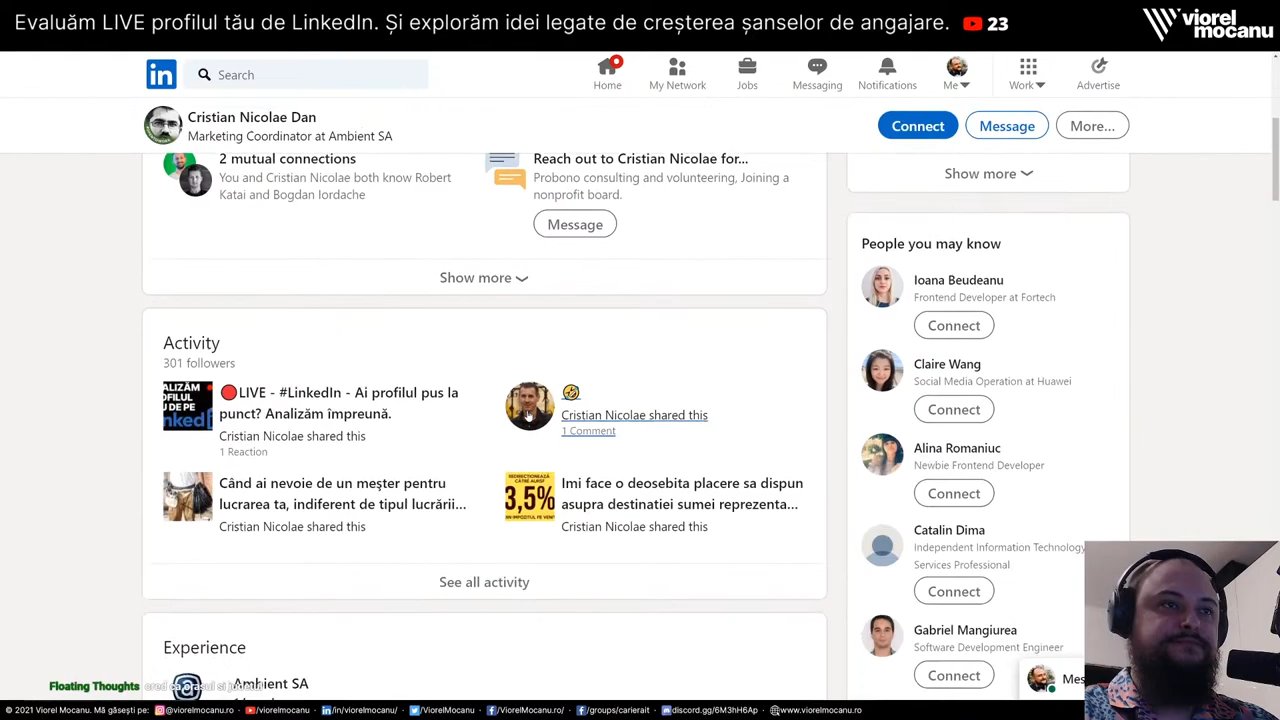 Evaluăm LIVE profilul tău de LinkedIn. Și explorăm idei legate de creșterea șanselor de angajare.
23
viorel
mocanu
in
Search
Home
My Network
Jobs
Messaging
Notifications
Me
Work
Advertise
Cristian Nicolae Dan
Marketing Coordinator at Ambient SA
Connect
Message
More...
2 mutual connections
You and Cristian Nicolae both know Robert
Katai and Bogdan Iordache
Reach out to Cristian Nicolae for...
Probono consulting and volunteering, Joining a
nonprofit board.
Message
Show more
Show more
Activity
301 followers
LIVE - #LinkedIn - Ai profilul pus la
punct? Analizăm împreună.
Cristian Nicolae shared this
1 Reaction
Cristian Nicolae shared this
1 Comment
Când ai nevoie de un meșter pentru
lucrarea ta, indiferent de tipul lucrării...
Cristian Nicolae shared this
3,5%
Imi face o deosebita placere sa dispun
asupra destinatiei sumei reprezenta...
Cristian Nicolae shared this
See all activity
Experience
Ambient SA
People you may know
Ioana Beudeanu
Frontend Developer at Fortech
Connect
Claire Wang
Social Media Operation at Huawei
Connect
Alina Romaniuc
Newbie Frontend Developer
Connect
Catalin Dima
Independent Information Technology
Services Professional
Connect
Gabriel Mangiurea
Software Development Engineer
Connect
Mes
Floating Thoughts
© 2021 Viorel Mocanu. Mă găsești pe: @viorelmocanu.ro /viorelmocanu /in/viorelmocanu/ /ViorelMocanu /ViorelMocanu.ro/ /groups/carierait discord.gg/6M3hH6Ap www.viorelmocanu.ro